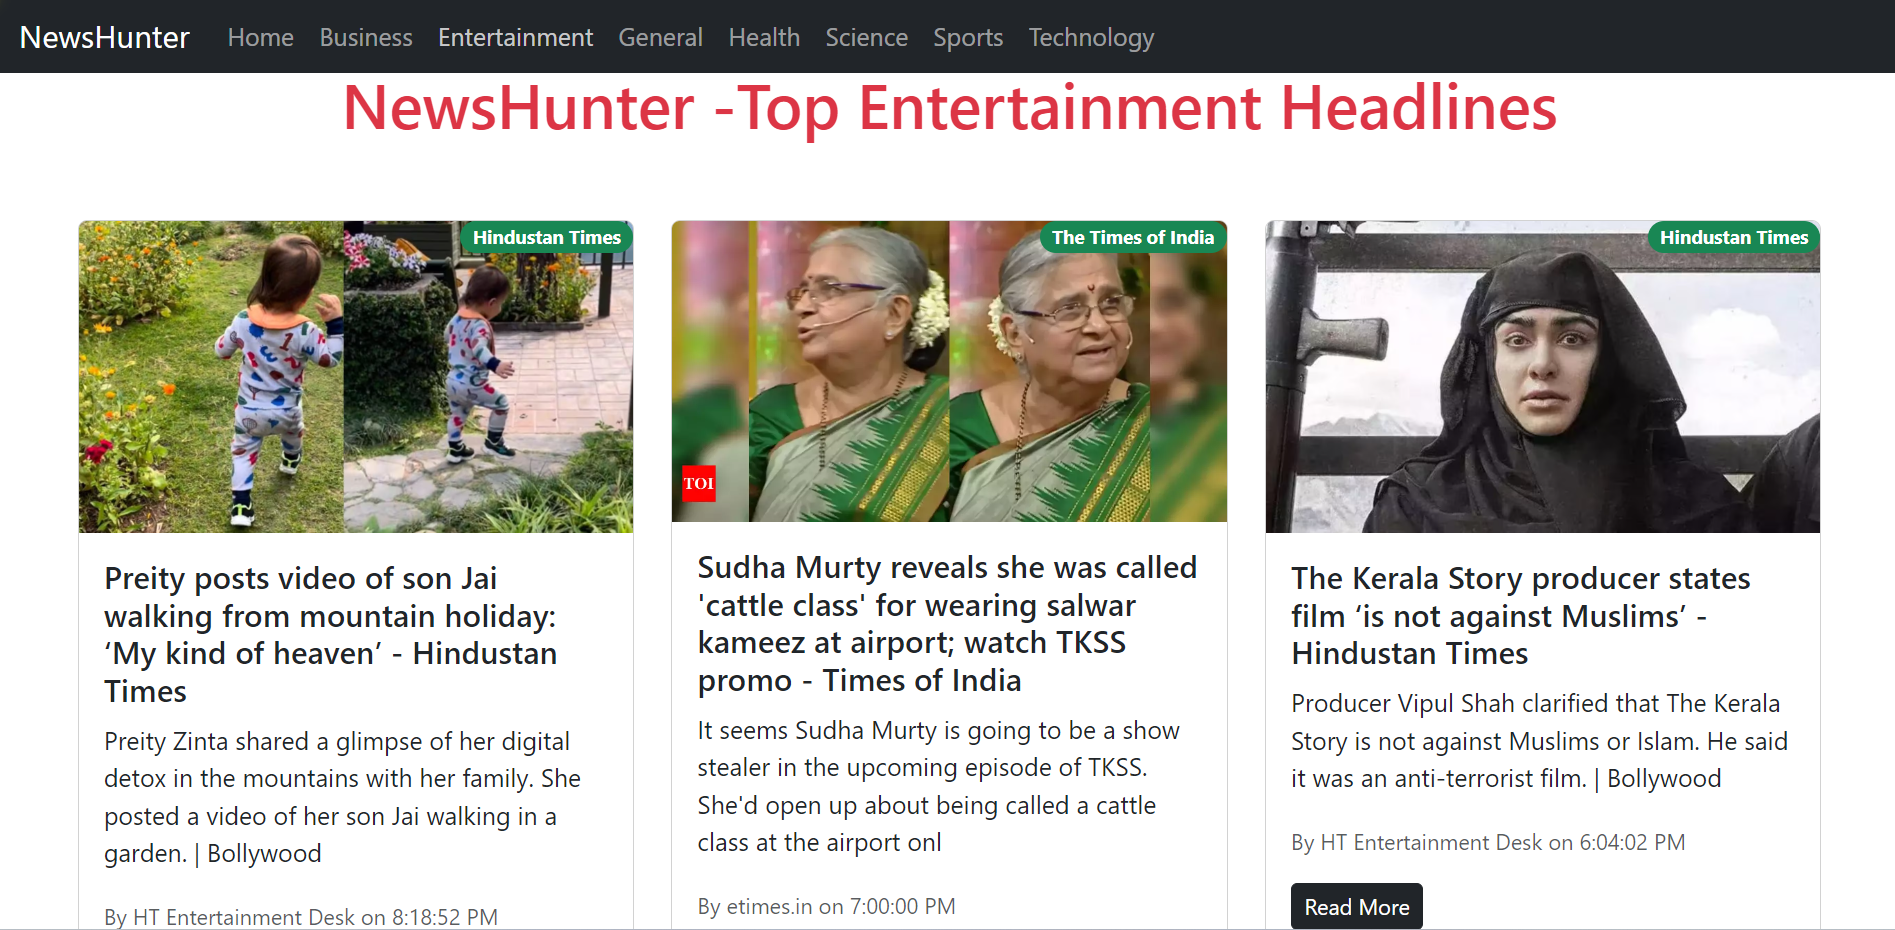 NewsHunter Home Business Entertainment General Health Science Sports Technology
NewsHunter -Top Entertainment Headlines
Hindustan Times
Preity posts video of son Jai
walking from mountain holiday:
‘My kind of heaven’ - Hindustan
Times
Preity Zinta shared a glimpse of her digital
detox in the mountains with her family. She
posted a video of her son Jai walking in a
garden. | Bollywood
By HT Entertainment Desk on 8:18:52 PM
The Times of India
TOI
Sudha Murty reveals she was called
'cattle class' for wearing salwar
kameez at airport; watch TKSS
promo - Times of India
It seems Sudha Murty is going to be a show
stealer in the upcoming episode of TKSS.
She'd open up about being called a cattle
class at the airport onl
By etimes.in on 7:00:00 PM
Hindustan Times
The Kerala Story producer states
film ‘is not against Muslims’ -
Hindustan Times
Producer Vipul Shah clarified that The Kerala
Story is not against Muslims or Islam. He said
it was an anti-terrorist film. | Bollywood
By HT Entertainment Desk on 6:04:02 PM
Read More